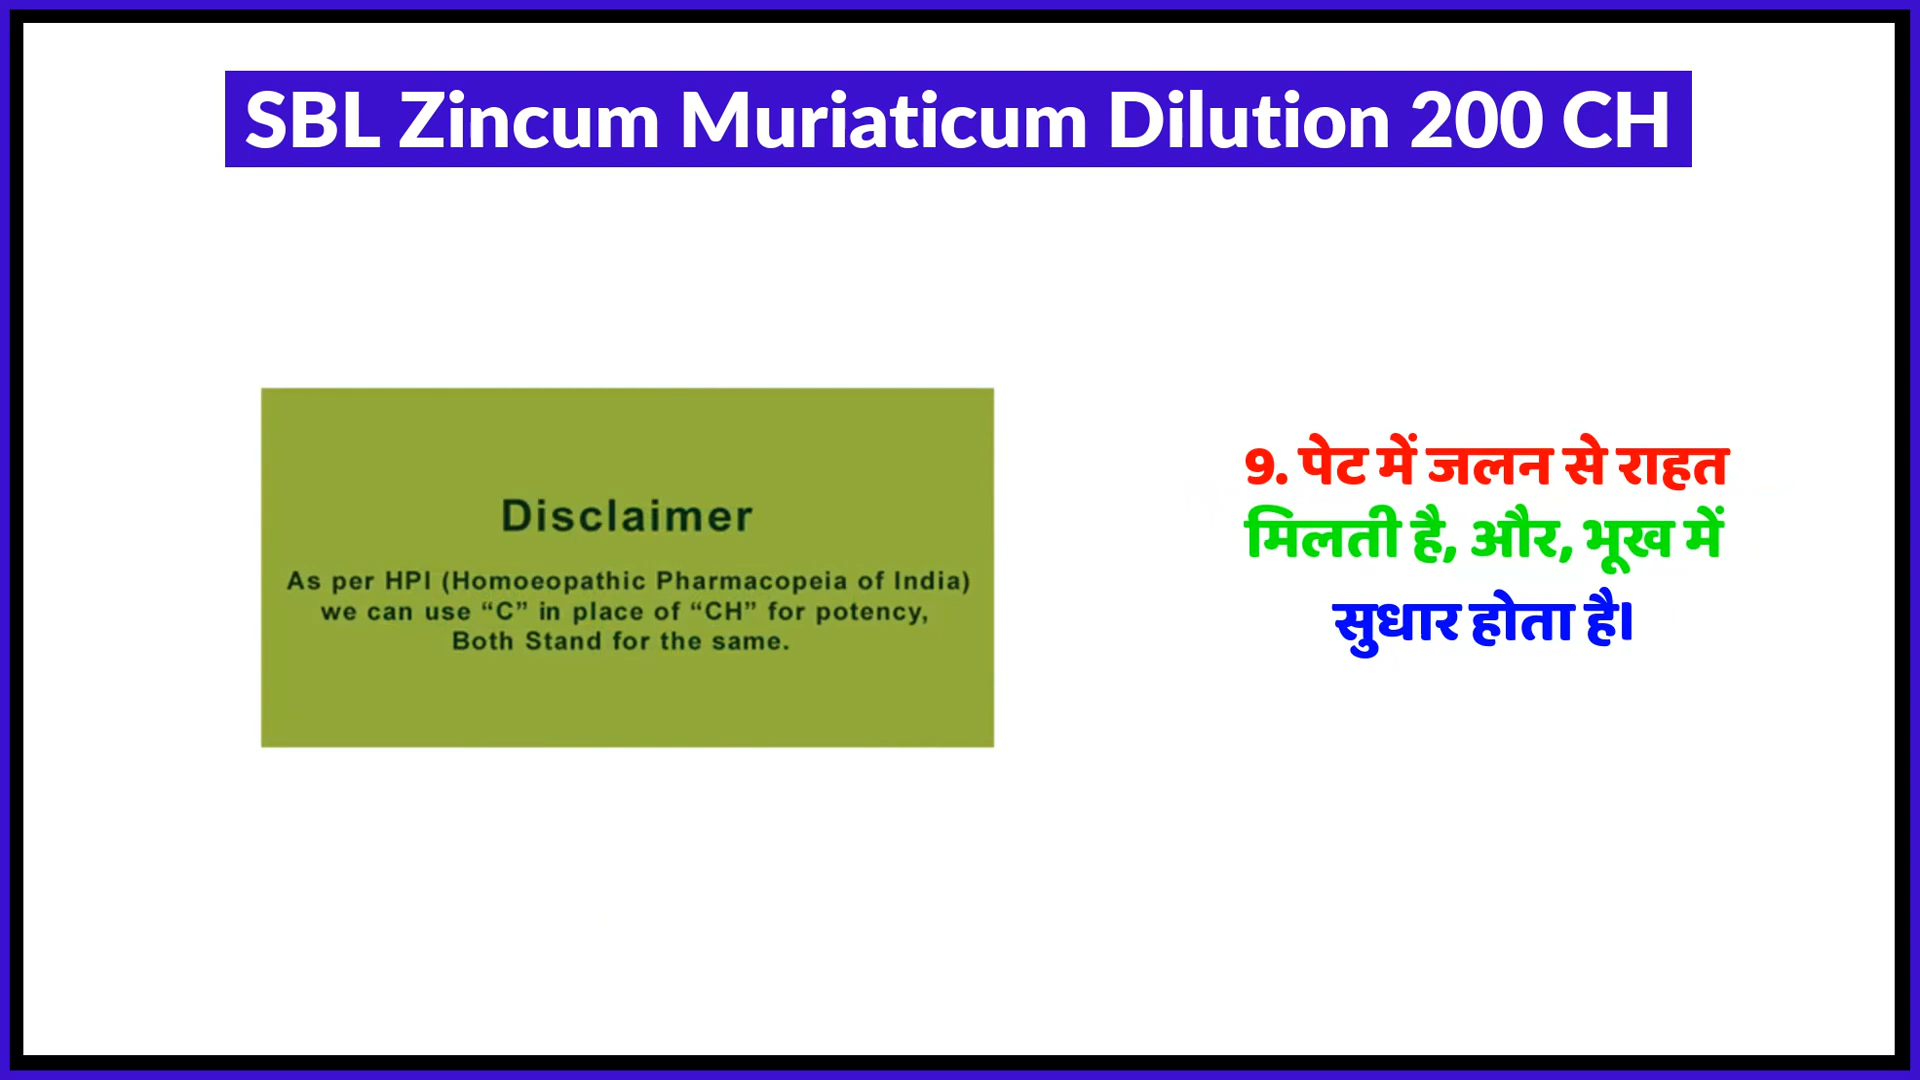 SBL Zincum Muriaticum Dilution 200 CH
Disclaimer
As per HPI (Homoeopathic Pharmacopeia of India)
we can use “C” in place of “CH” for potency,
Both Stand for the same.
9. पेट में जलन से राहत
मिलती है, और, भूख में
सुधार होता है।